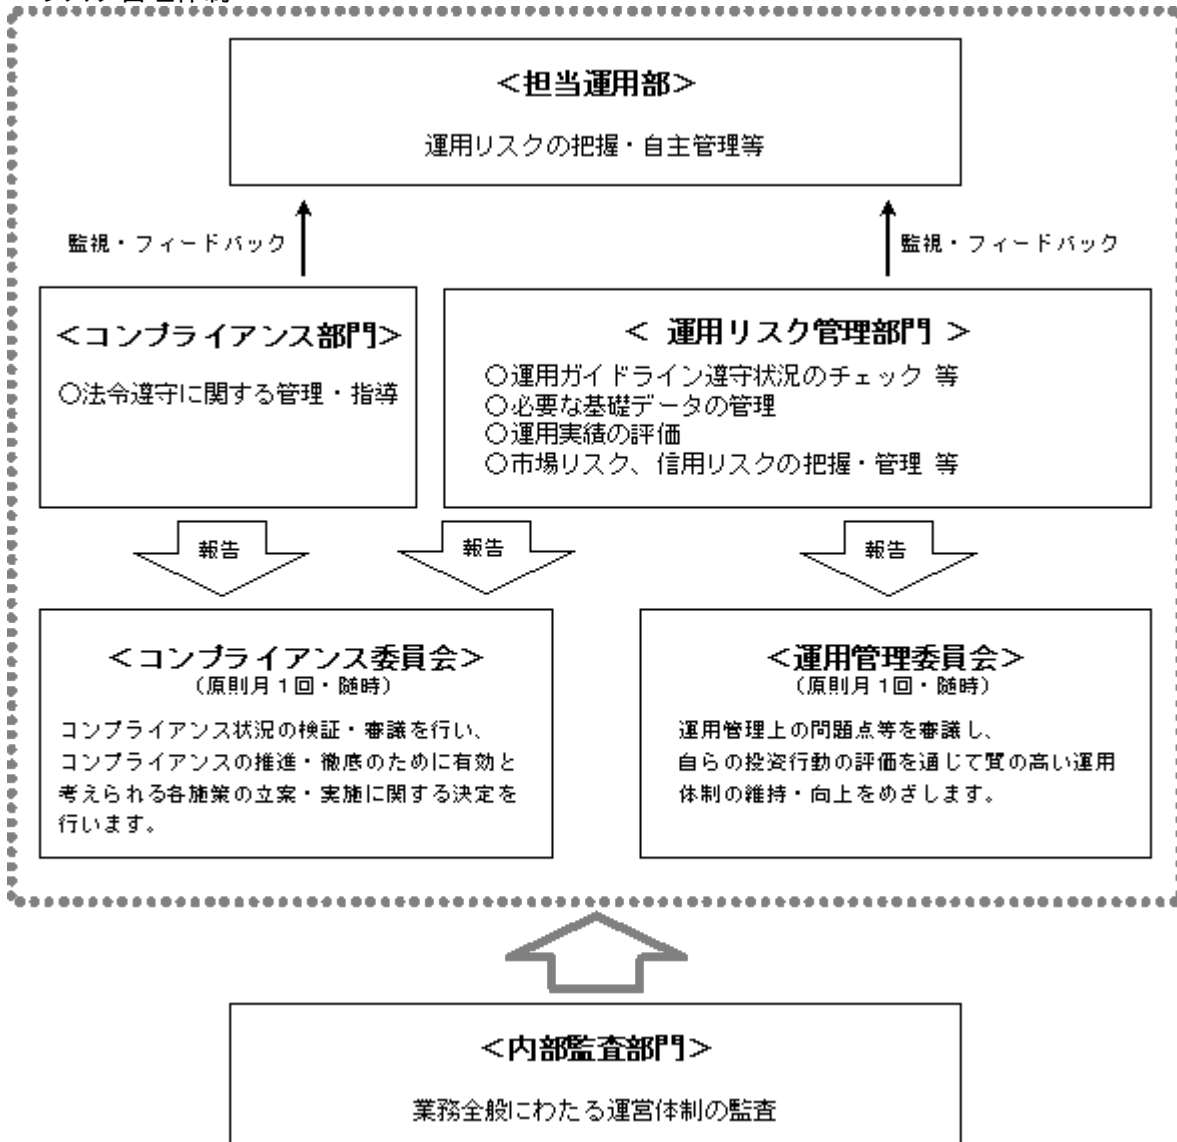 ＜担当運用部＞
運用リスクの把握・自主管理等
監視・フィードバック
監視・フィードバック
＜コンプライアンス部門＞
〇法令遵守に関する管理・指導
＜ 運用リスク管理部門 ＞
〇運用ガイドライン遵守状況のチェック 等
〇必要な基礎データの管理
〇運用実績の評価
〇市場リスク、信用リスクの把握・管理 等
報告
報告
報告
＜コンプライアンス委員会＞
（原則月１回・随時）
コンプライアンス状況の検証・審議を行い、
コンプライアンスの推進・徹底のために有効と
考えられる各施策の立案・実施に関する決定を
行います。
＜運用管理委員会＞
（原則月１回・随時）
運用管理上の問題点等を審議し、
自らの投資行動の評価を通じて質の高い運用
体制の維持・向上をめざします。
＜内部監査部門＞
業務全般にわたる運営体制の監査